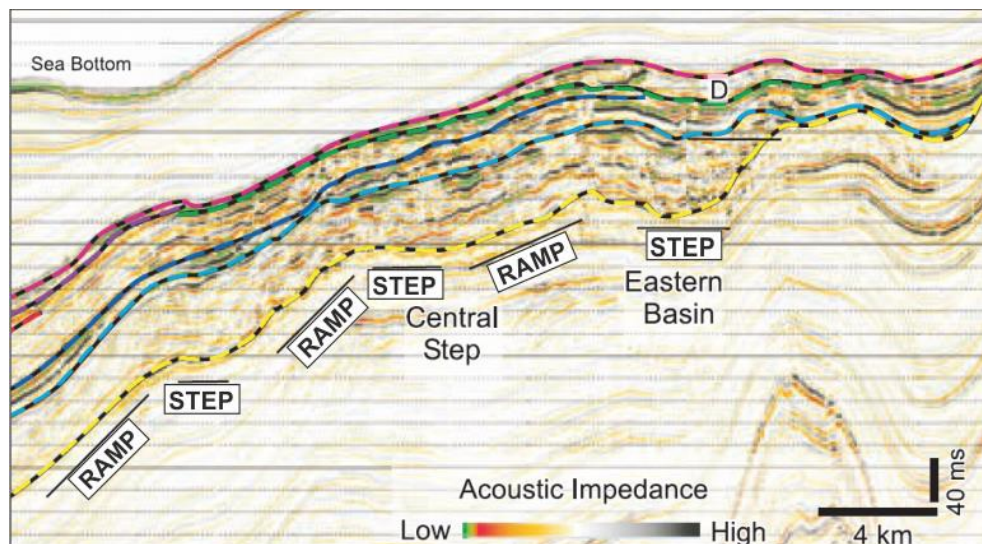 Sea Bottom
D
STEP
RAMP
Eastern
Basin
STEP
RAMP
Central
Step
STEP
RAMP
Acoustic Impedance
Low
High
40 ms
4 km